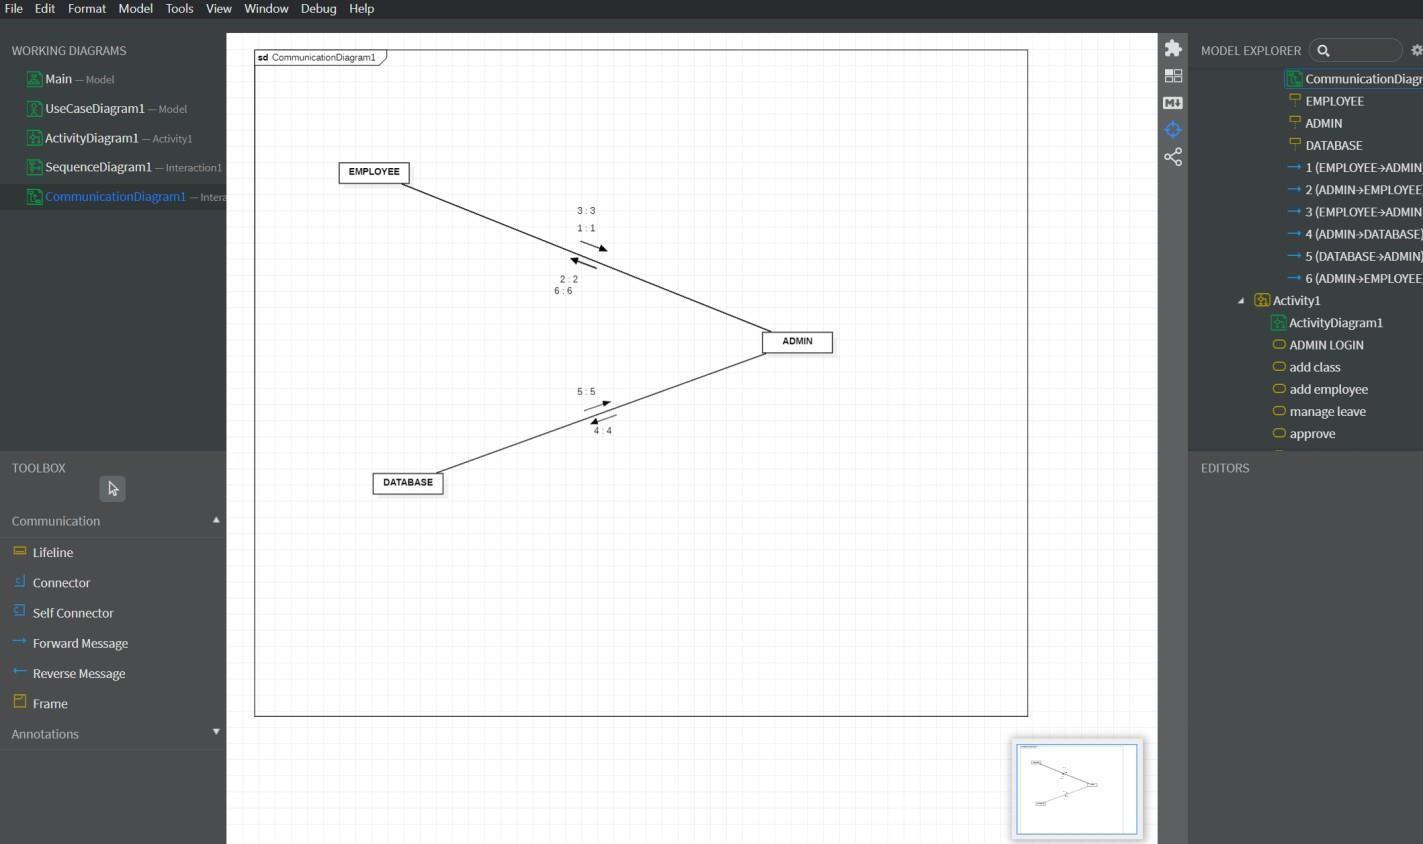 File Edit Format Model Tools View Window Debug Help
WORKING DIAGRAMS
Main — Model
UseCaseDiagram1 — Model
ActivityDiagram1 — Activity1
SequenceDiagram1 — Interaction1
CommunicationDiagram1 — Intera
TOOLBOX
Communication
Lifeline
Connector
Self Connector
Forward Message
Reverse Message
Frame
Annotations
sd CommunicationDiagram1
EMPLOYEE
3 : 3
1 : 1
2 : 2
6 : 6
ADMIN
5 : 5
4 : 4
DATABASE
M
MODEL EXPLORER
CommunicationDiagr
EMPLOYEE
ADMIN
DATABASE
1 (EMPLOYEE→ADMIN)
2 (ADMIN→EMPLOYEE
3 (EMPLOYEE→ADMIN
4 (ADMIN→DATABASE)
5 (DATABASE→ADMIN)
6 (ADMIN→EMPLOYEE
Activity1
ActivityDiagram1
ADMIN LOGIN
add class
add employee
manage leave
approve
EDITORS